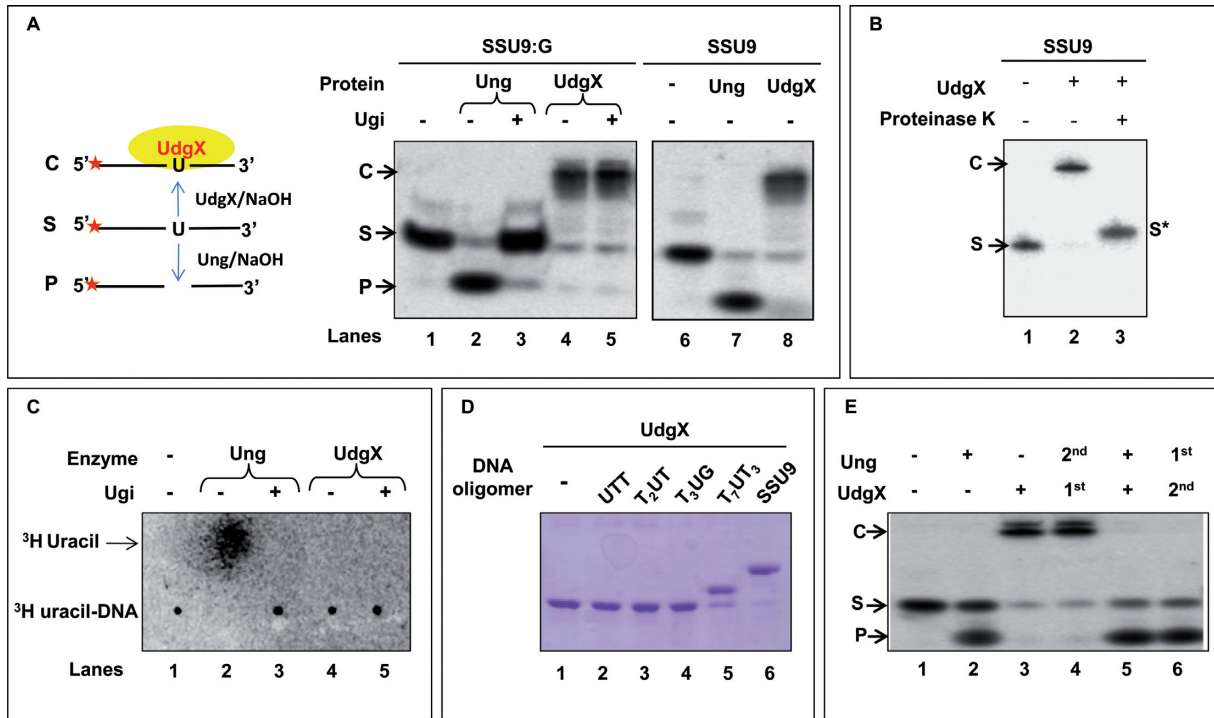 A
SSU9:G SSU9
Protein Ung UdgX - Ung UdgX
Ugi - - + - + - - -
UdgX
C 5’ U 3’
UdgX/NaOH
S 5’ U 3’
Ung/NaOH
P 5’ 3’
C
S
P
Lanes 1 2 3 4 5 6 7 8
B
SSU9
UdgX - + +
Proteinase K - - +
C
S S*
1 2 3
C
Enzyme - Ung UdgX
Ugi - - + - +
³H Uracil
³H uracil-DNA
Lanes 1 2 3 4 5
D
UdgX
DNA oligomer - UTT T₂UT T₃UG T₇UT₃ SSU9
1 2 3 4 5 6
E
Ung - + - 2nd + 1st
UdgX - - + 1st + 2nd
C
S
P
1 2 3 4 5 6